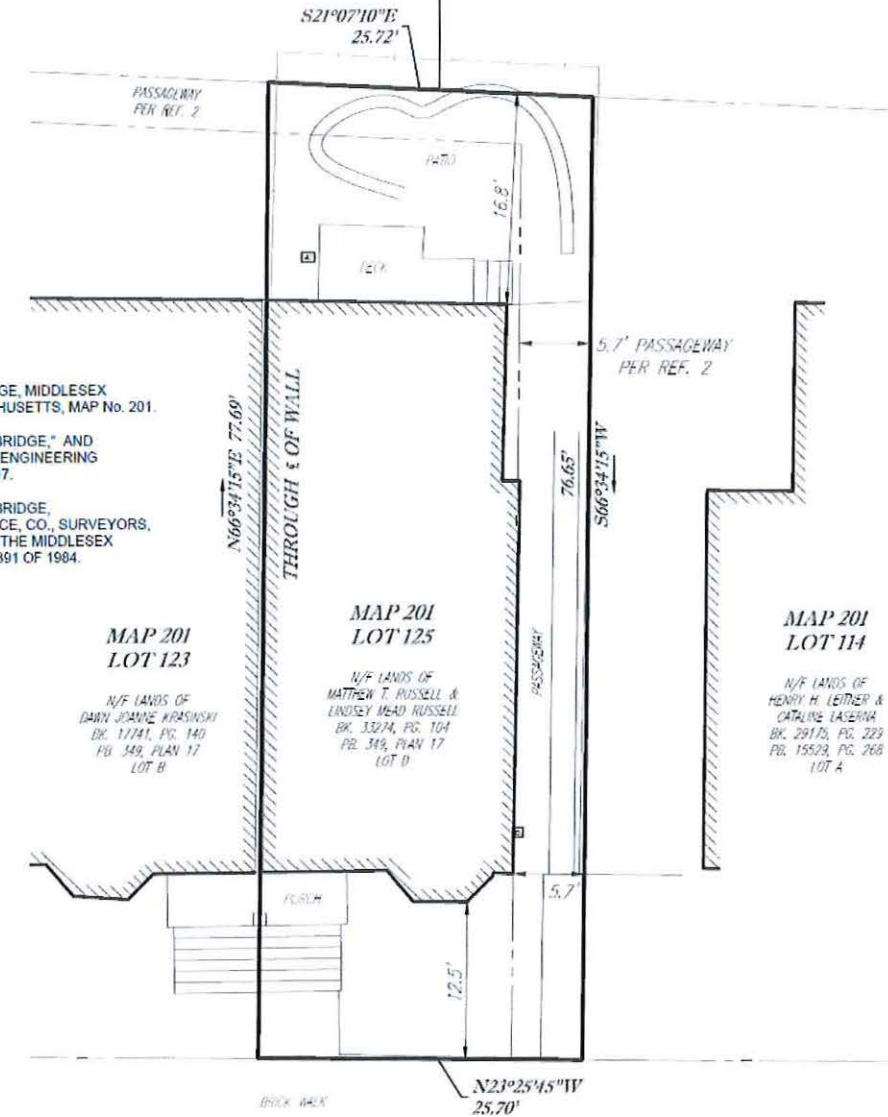 S21°07'10"E
25.72'
PASSAGEWAY
PER REF. 2
PATIO
16.8'
DECK
5.7' PASSAGEWAY
PER REF. 2
GE, MIDDLESEX
HUSETTS, MAP No. 201.
BRIDGE," AND
ENGINEERING
7.
BRIDGE,
CE, CO., SURVEYORS,
THE MIDDLESEX
891 OF 1984.
N66°34'15"E 77.69'
THROUGH ℄ OF WALL
76.65'
S66°34'15"W
PASSAGEWAY
MAP 201
LOT 123
N/F LANDS OF
DAWN JOANNE KRASINSKI
BK. 17741, PG. 140
PB. 349, PLAN 17
LOT B
MAP 201
LOT 125
N/F LANDS OF
MATTHEW T. RUSSELL &
LINDSEY MEAD RUSSELL
BK. 33274, PG. 104
PB. 349, PLAN 17
LOT D
MAP 201
LOT 114
N/F LANDS OF
HENRY H. LEITNER &
CATALINE LASERNA
BK. 29175, PG. 229
PB. 15529, PG. 268
LOT A
PORCH
5.7'
12.5'
BRICK WALK
N23°25'45"W
25.70'